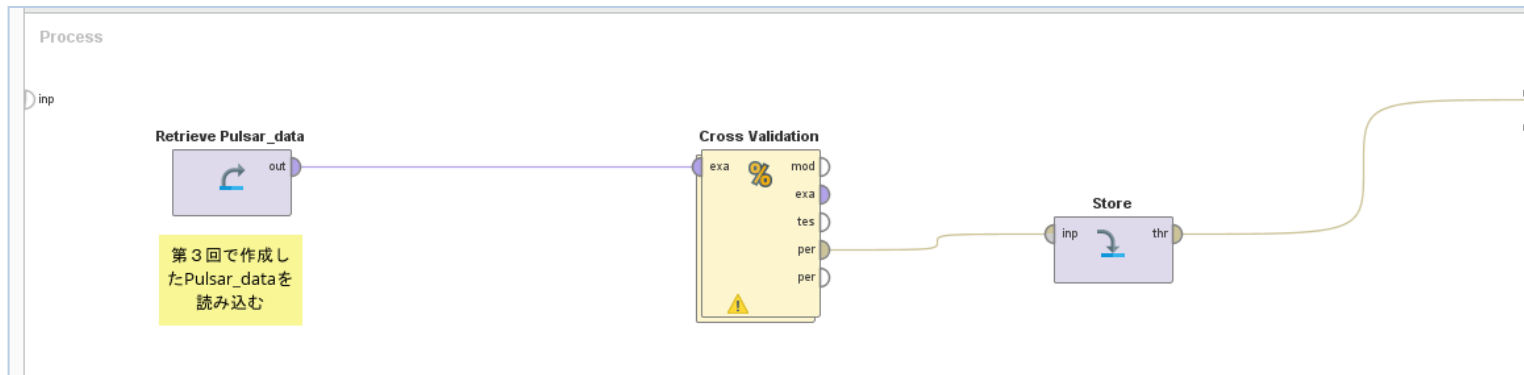 Process
inp
Retrieve Pulsar_data
out
第３回で作成し
たPulsar_dataを
読み込む
Cross Validation
exa
%
mod
exa
tes
per
per
Store
inp
thr